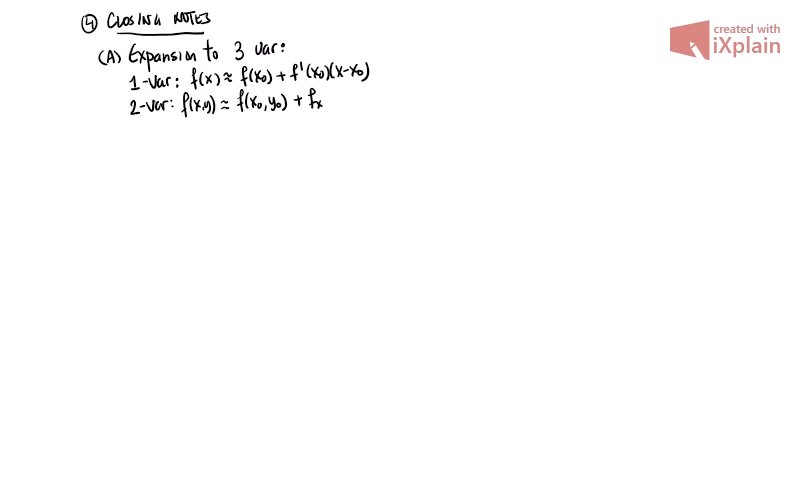 ④ CLOSING NOTES
created with iXplain
(A) Expansion to 3 var:
1-var: f(x) ≈ f(x₀) + f'(x₀)(x-x₀)
2-var: f(x,y) ≈ f(x₀,y₀) + fₓ